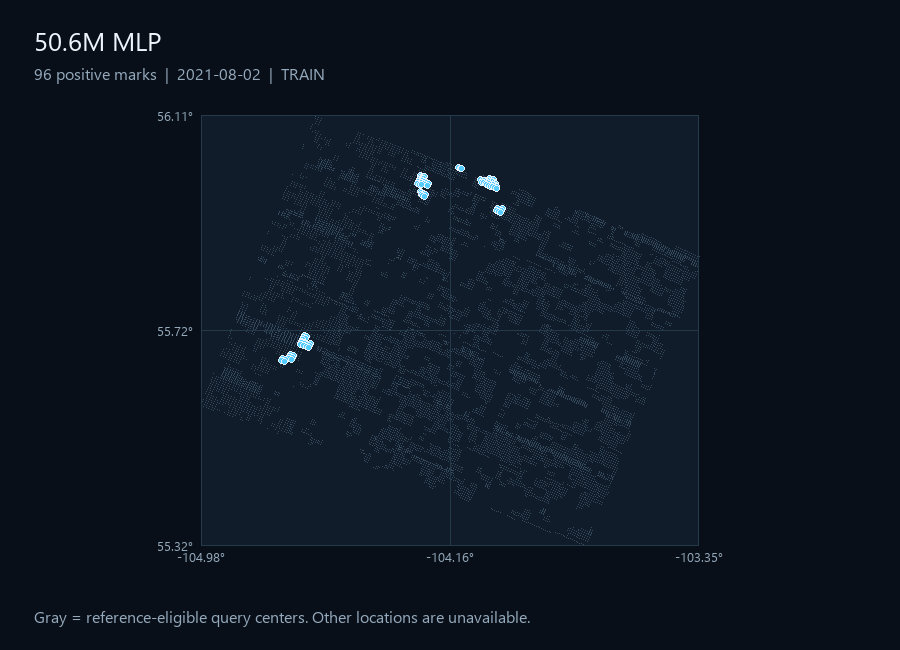 50.6M MLP
96 positive marks | 2021-08-02 | TRAIN
56.11°
55.72°
55.32°
-104.98°
-104.16°
-103.35°
Gray = reference-eligible query centers. Other locations are unavailable.